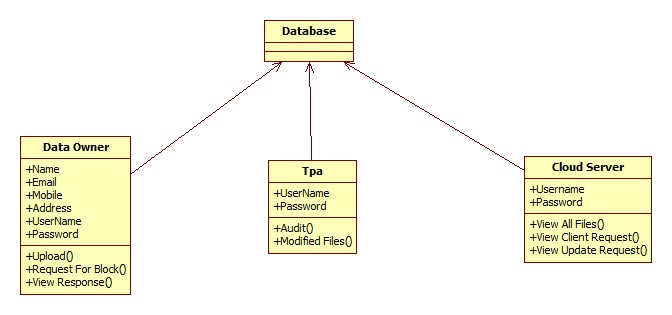 Database
Data Owner
+Name
+Email
+Mobile
+Address
+UserName
+Password
+Upload()
+Request For Block()
+View Response()
Tpa
+UserName
+Password
+Audit()
+Modified Files()
Cloud Server
+Username
+Password
+View All Files()
+View Client Request()
+View Update Request()